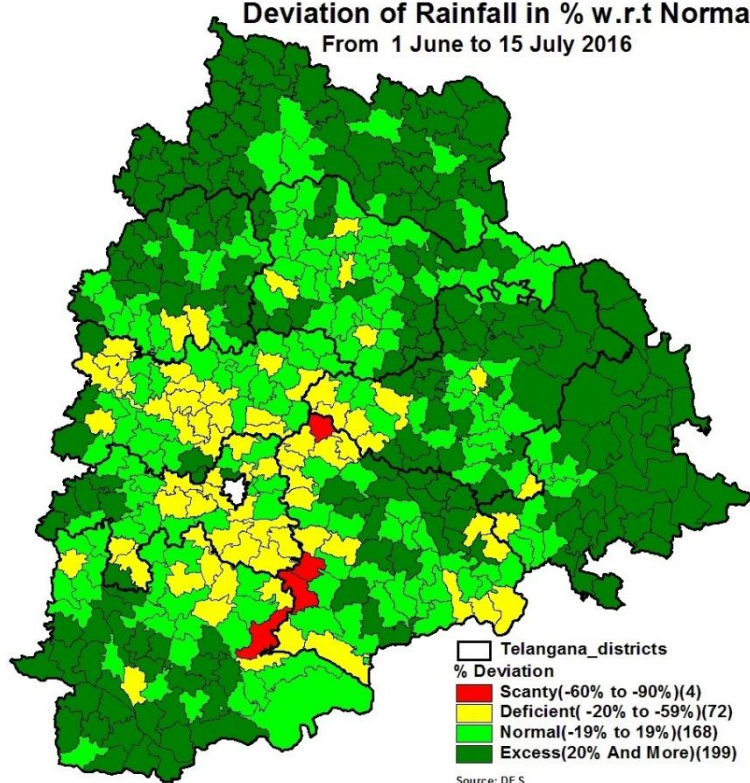 Deviation of Rainfall in % w.r.t Norma
From 1 June to 15 July 2016
Telangana_districts
% Deviation
Scanty(-60% to -90%)(4)
Deficient( -20% to -59%)(72)
Normal(-19% to 19%)(168)
Excess(20% And More)(199)
Source: DE S